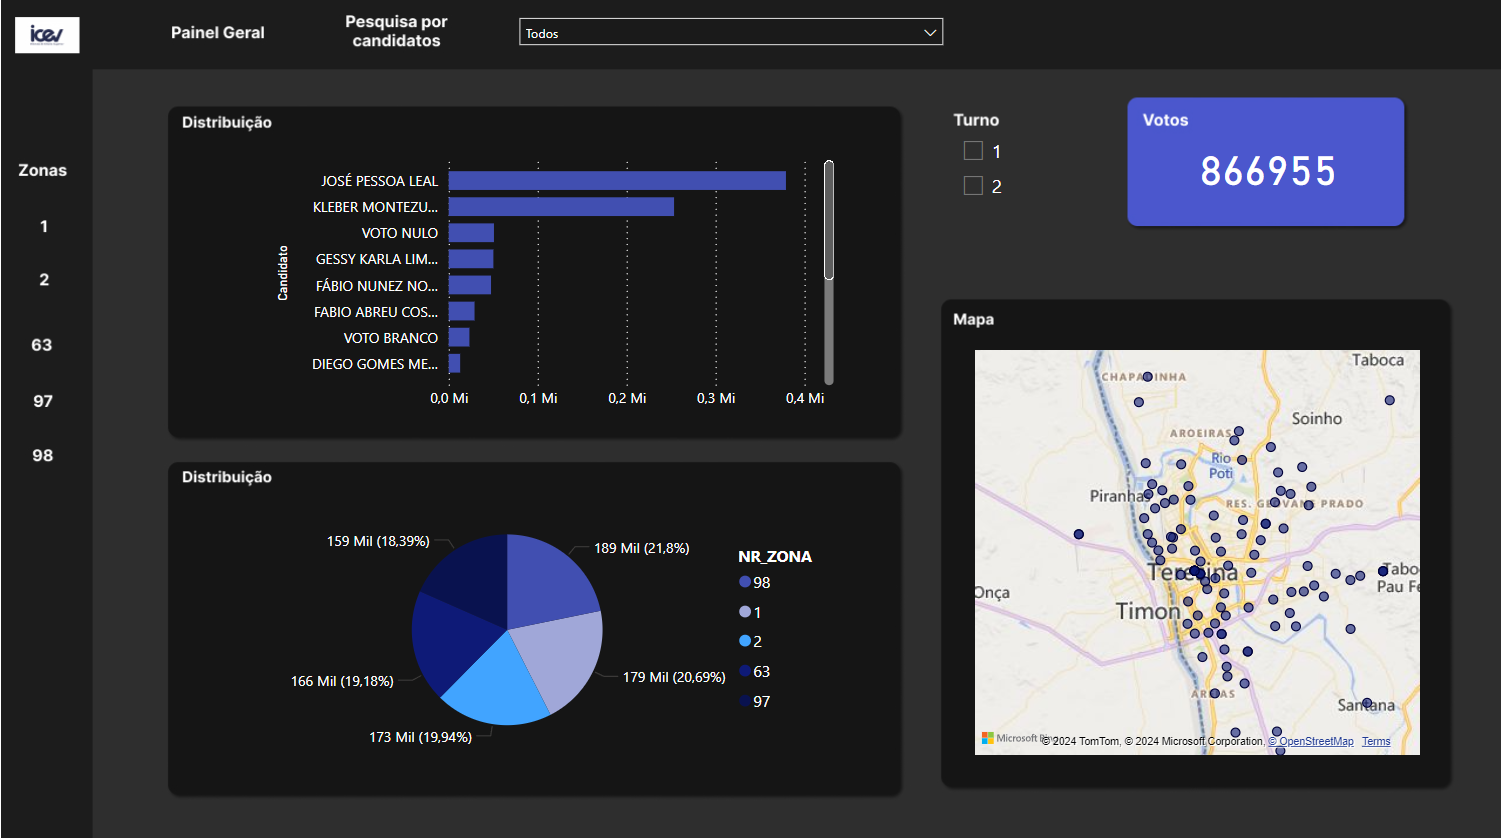 icev
Painel Geral
Pesquisa por
candidatos
Todos
Zonas
1
2
63
97
98
Distribuição
Candidato
JOSÉ PESSOA LEAL
KLEBER MONTEZU...
VOTO NULO
GESSY KARLA LIM...
FÁBIO NUNEZ NO...
FABIO ABREU COS...
VOTO BRANCO
DIEGO GOMES ME...
0,0 Mi
0,1 Mi
0,2 Mi
0,3 Mi
0,4 Mi
Turno
1
2
Votos
866955
Distribuição
159 Mil (18,39%)
189 Mil (21,8%)
166 Mil (19,18%)
179 Mil (20,69%)
173 Mil (19,94%)
NR_ZONA
98
1
2
63
97
Mapa
Taboca
CHAPADINHA
Soinho
AROEIRAS
Rio
Poti
Piranhas
RES. GEOVANE PRADO
Teresina
Tabo
Pau Fe
Onça
Timon
Santana
Microsoft Bing
© 2024 TomTom, © 2024 Microsoft Corporation, © OpenStreetMap Terms